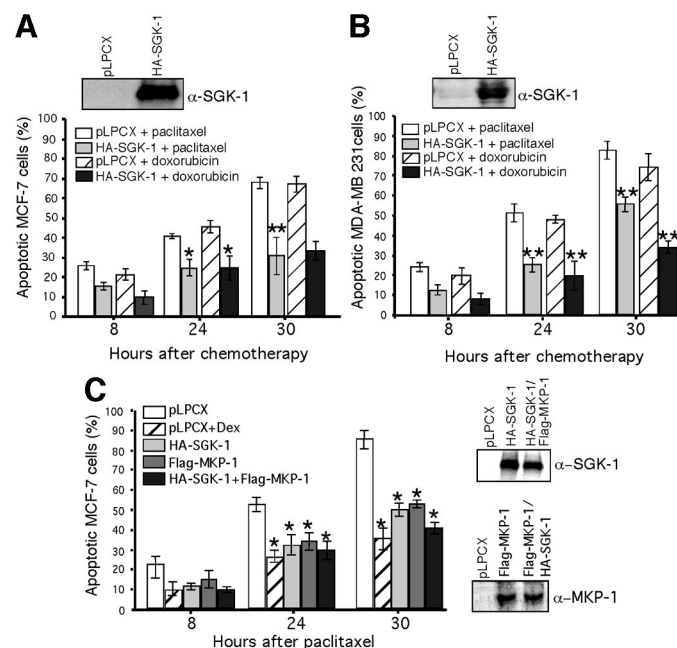 A
pLPCX
HA-SGK-1
α-SGK-1
Apoptotic MCF-7 cells (%)
100
90
80
70
60
50
40
30
20
10
0
pLPCX + paclitaxel
HA-SGK-1 + paclitaxel
pLPCX + doxorubicin
HA-SGK-1 + doxorubicin
*
*
**
8 24 30
Hours after chemotherapy
B
pLPCX
HA-SGK-1
α-SGK-1
Apoptotic MDA-MB 231cells (%)
100
90
80
70
60
50
40
30
20
10
0
pLPCX + paclitaxel
HA-SGK-1 + paclitaxel
pLPCX + doxorubicin
HA-SGK-1 + doxorubicin
**
**
**
**
8 24 30
Hours after chemotherapy
C
Apoptotic MCF-7 cells (%)
100
90
80
70
60
50
40
30
20
10
0
pLPCX
pLPCX+Dex
HA-SGK-1
Flag-MKP-1
HA-SGK-1+Flag-MKP-1
* * * *
* * * *
8 24 30
Hours after paclitaxel
pLPCX
HA-SGK-1
HA-SGK-1/
Flag-MKP-1
α-SGK-1
pLPCX
Flag-MKP-1
Flag-MKP-1/
HA-SGK-1
α-MKP-1